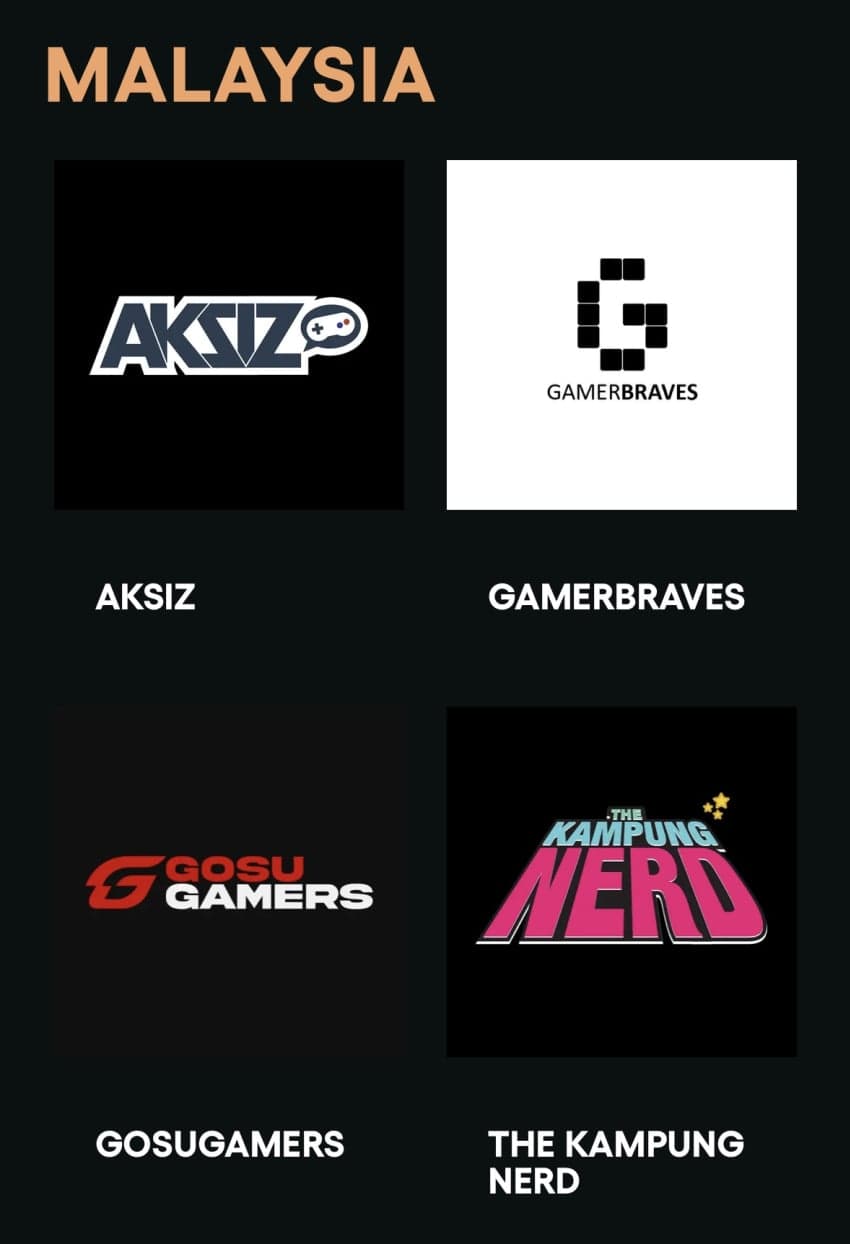 MALAYSIA
AKSIZ
GAMERBRAVES
AKSIZ
GAMERBRAVES
GOSU
GAMERS
THE
KAMPUNG
NERD
GOSUGAMERS
THE KAMPUNG
NERD